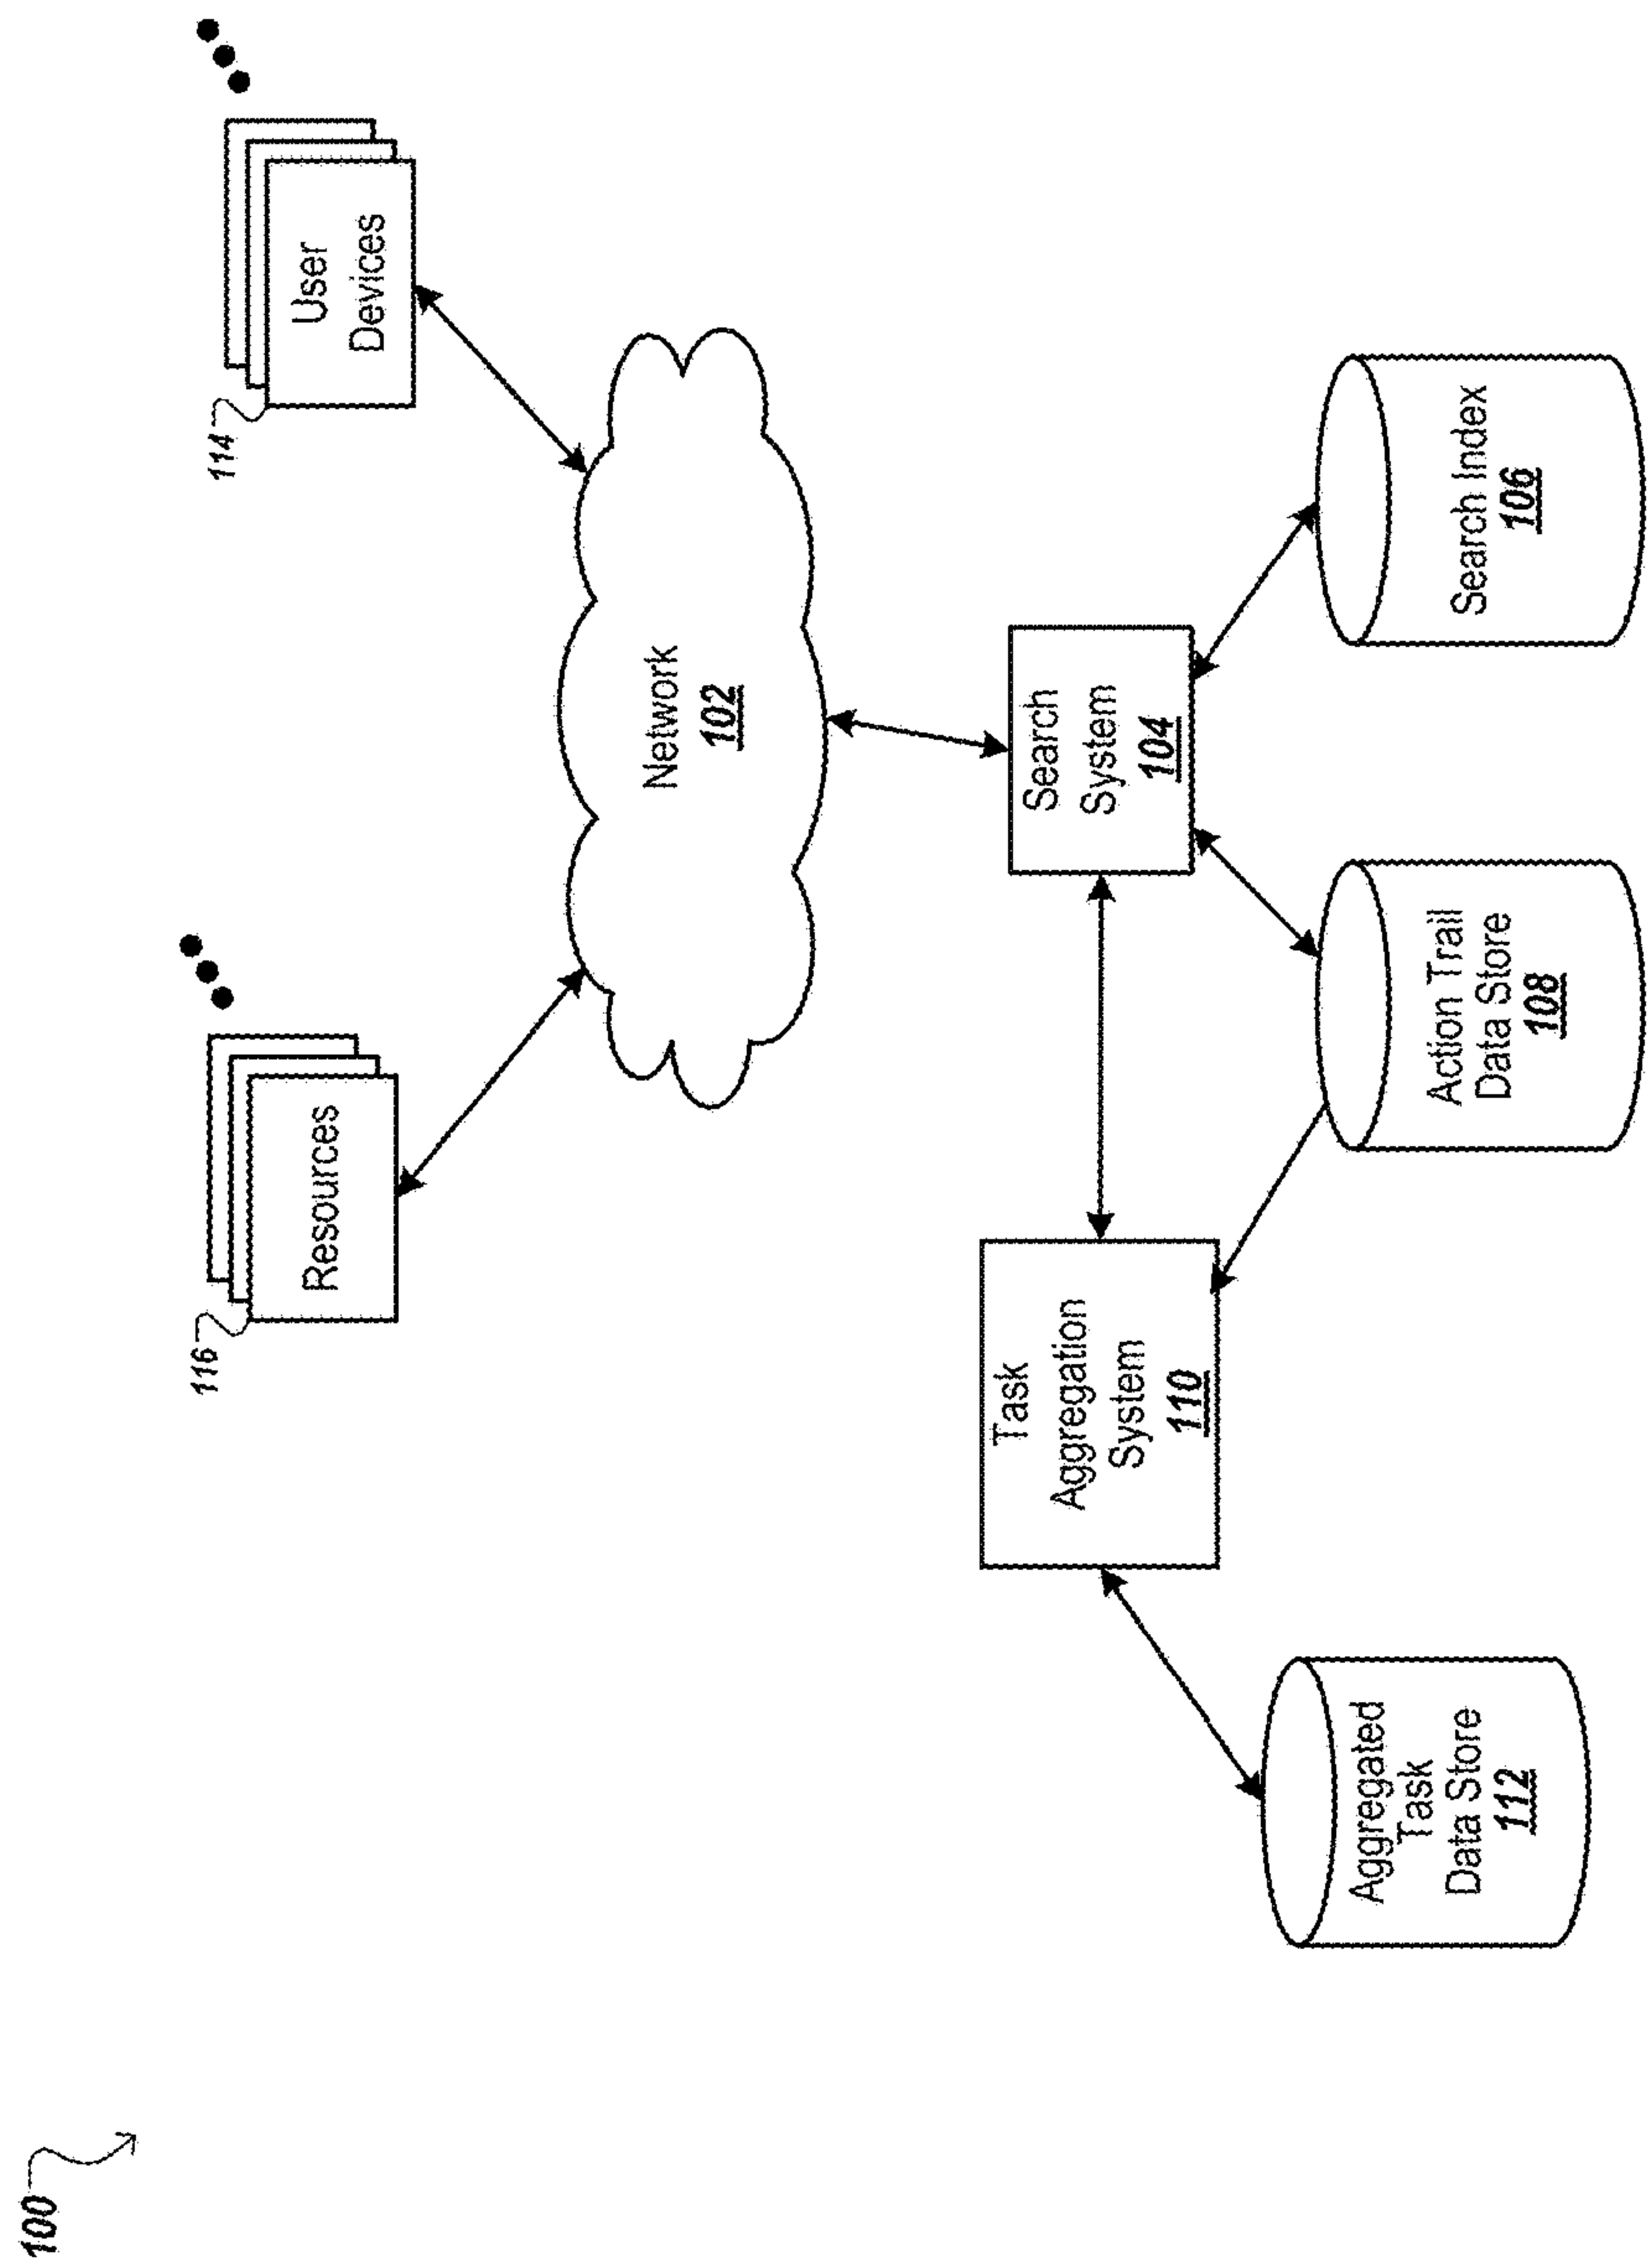 100
116
Resources
114
User
Devices
Network
102
Task
Aggregation
System
110
Search
System
104
Aggregated
Task
Data Store
112
Action Trail
Data Store
108
Search Index
106